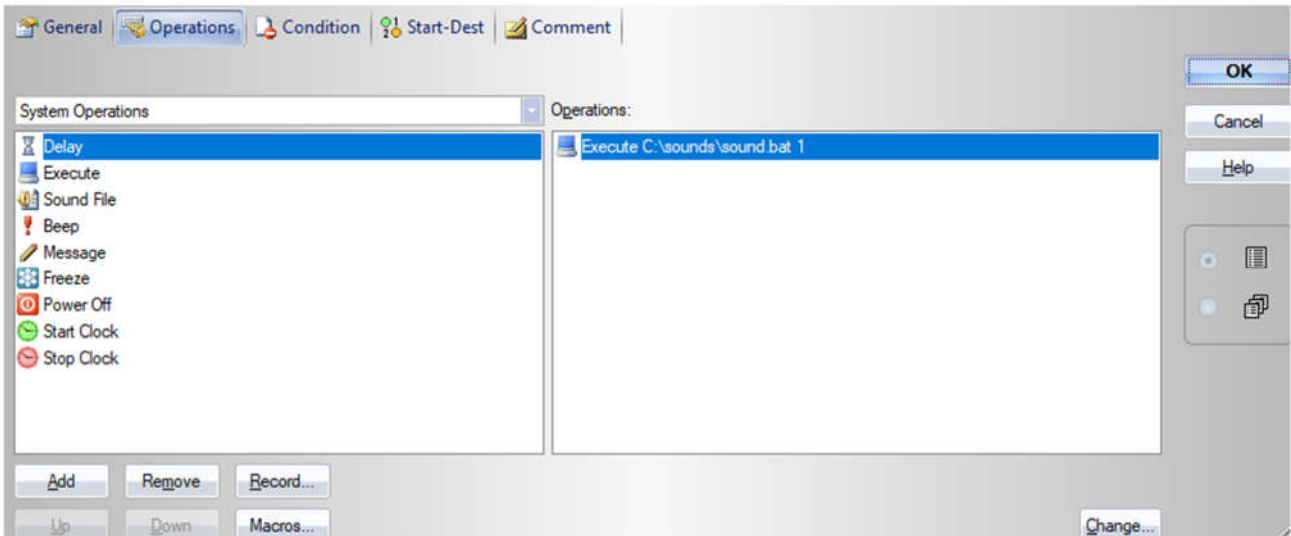 General Operations Condition Start-Dest Comment
OK
System Operations
Operations:
Cancel
Delay
Execute C:\sounds\sound.bat 1
Execute
Help
Sound File
Beep
Message
Freeze
Power Off
Start Clock
Stop Clock
Add Remove Record...
Up Down Macros... Change...